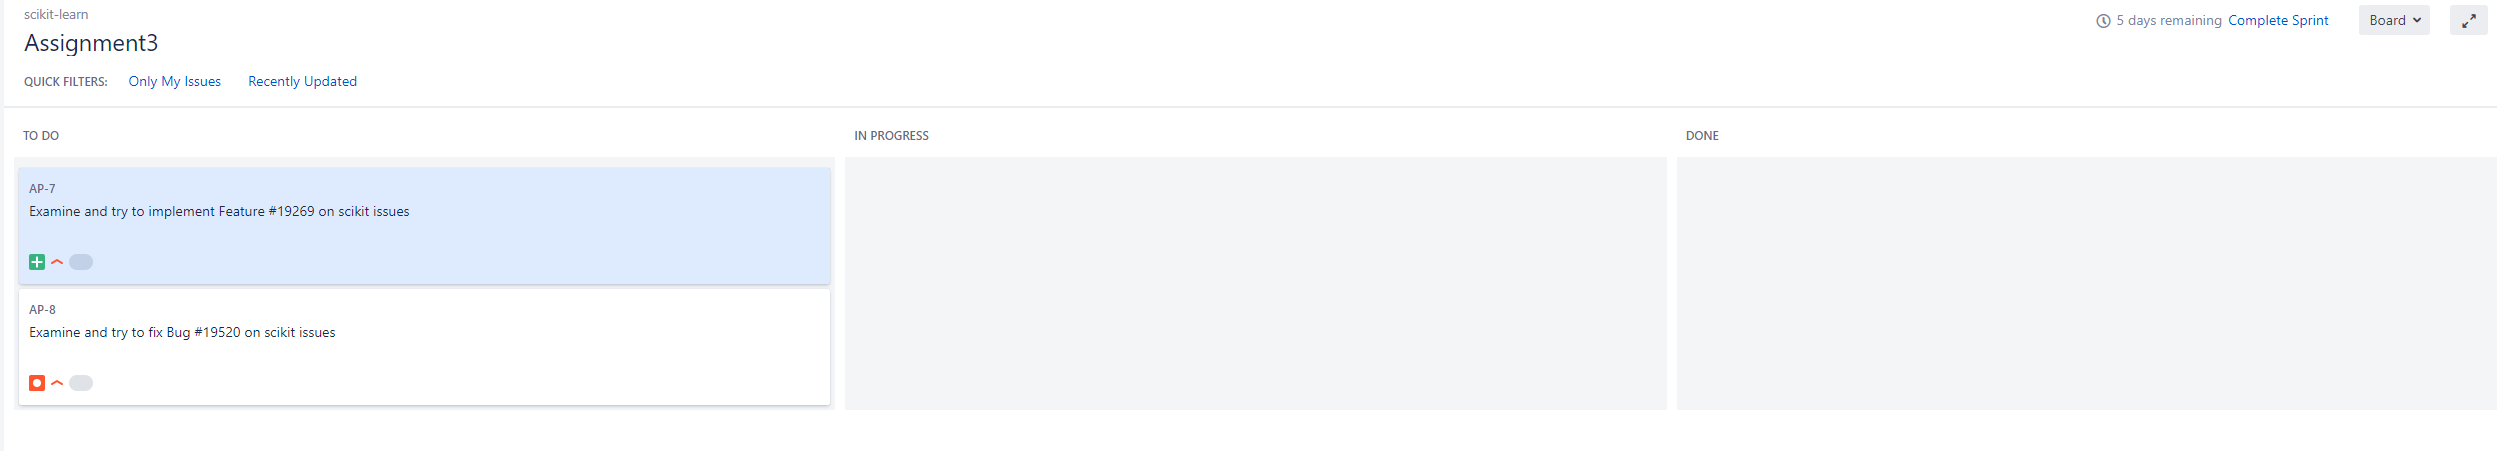 scikit-learn
Assignment3
5 days remaining Complete Sprint Board
QUICK FILTERS: Only My Issues Recently Updated
TO DO IN PROGRESS DONE
AP-7
Examine and try to implement Feature #19269 on scikit issues
AP-8
Examine and try to fix Bug #19520 on scikit issues